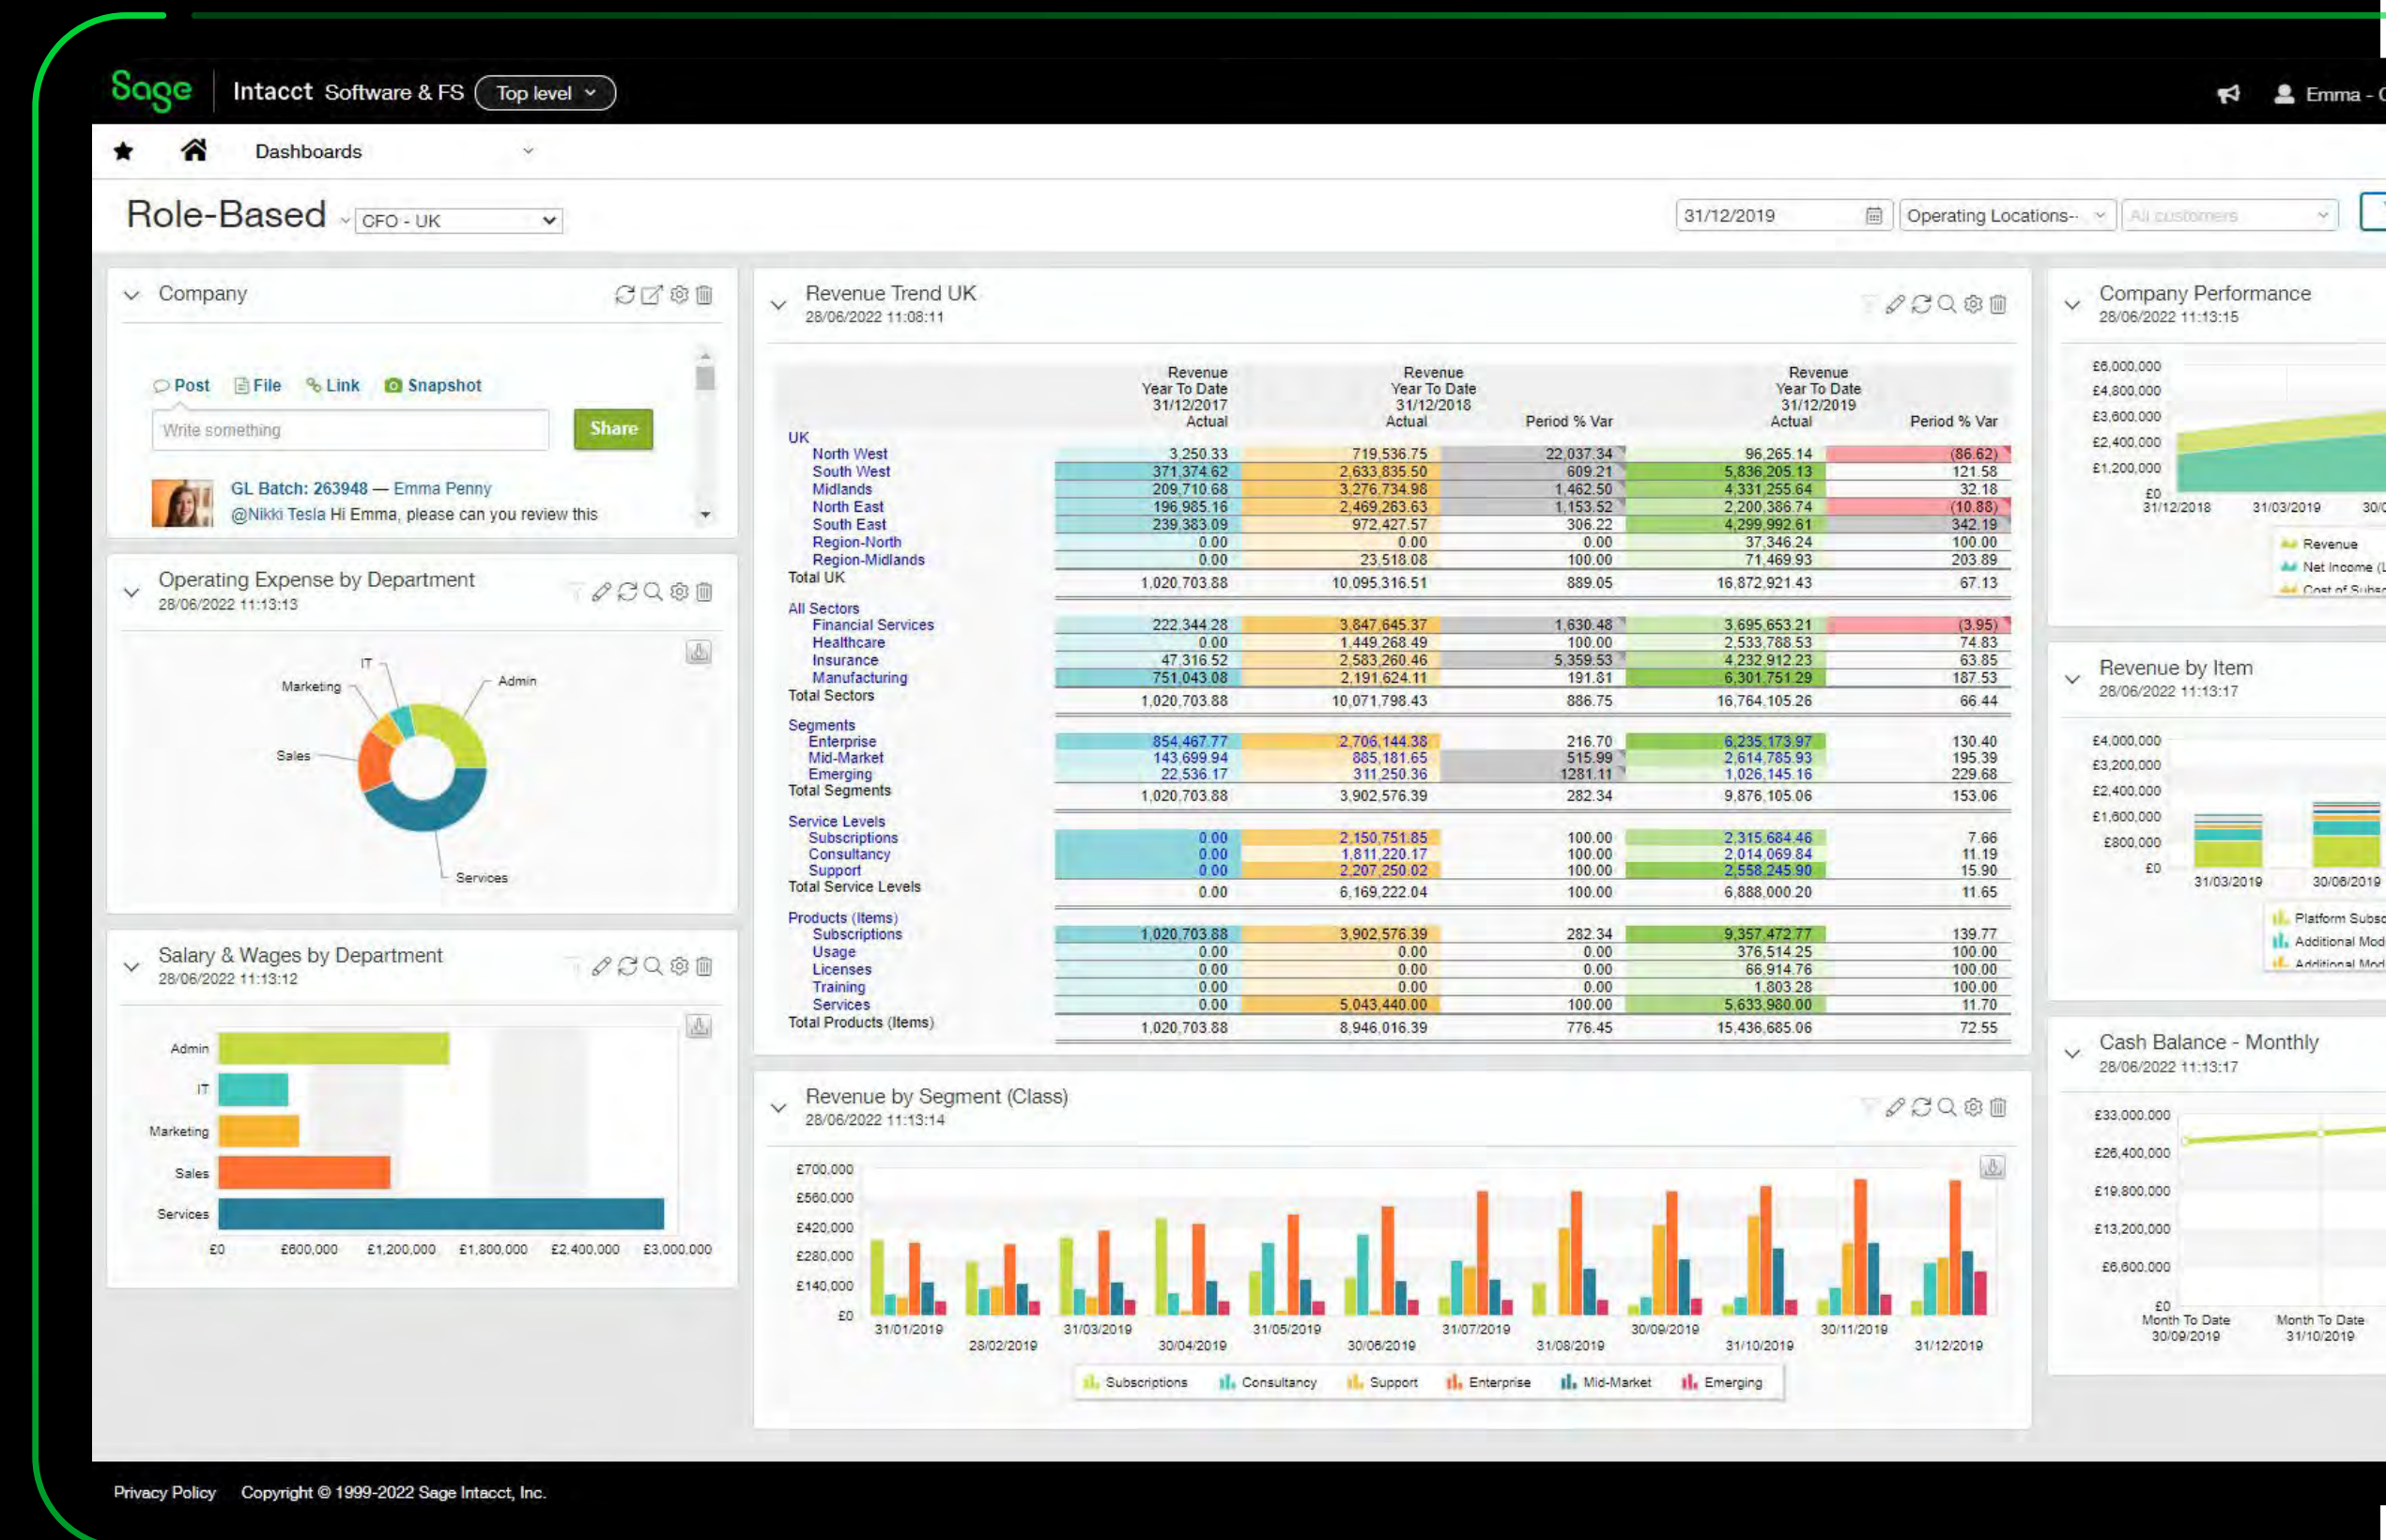 Sage Intacct Software & FS Top level
Emma -
Dashboards
Role-Based CFO - UK
31/12/2019 Operating Locations-- All customers
Company
Post File Link Snapshot
Write something Share
GL Batch: 263948 — Emma Penny
@Nikki Tesla Hi Emma, please can you review this
Operating Expense by Department
28/06/2022 11:13:13
IT
Marketing
Admin
Sales
Services
Salary & Wages by Department
28/06/2022 11:13:12
Admin
IT
Marketing
Sales
Services
£0 £600,000 £1,200,000 £1,800,000 £2,400,000 £3,000,000
Revenue Trend UK
28/06/2022 11:08:11
Revenue Revenue Revenue
Year To Date Year To Date Year To Date
31/12/2017 31/12/2018 31/12/2019
Actual Actual Period % Var Actual Period % Var
UK
North West 3,250.33 719,536.75 22,037.34 96,265.14 (86.62)
South West 371,374.62 2,633,835.50 609.21 5,836,205.13 121.58
Midlands 209,710.68 3,276,734.98 1,462.50 4,331,255.64 32.18
North East 196,985.16 2,469,263.63 1,153.52 2,200,386.74 (10.88)
South East 239,383.09 972,427.57 306.22 4,299,992.61 342.19
Region-North 0.00 0.00 0.00 37,346.24 100.00
Region-Midlands 0.00 23,518.08 100.00 71,469.93 203.89
Total UK 1,020,703.88 10,095,316.51 889.05 16,872,921.43 67.13
All Sectors
Financial Services 222,344.28 3,847,645.37 1,630.48 3,695,653.21 (3.95)
Healthcare 0.00 1,449,268.49 100.00 2,533,788.53 74.83
Insurance 47,316.52 2,583,260.46 5,359.53 4,232,912.23 63.85
Manufacturing 751,043.08 2,191,624.11 191.81 6,301,751.29 187.53
Total Sectors 1,020,703.88 10,071,798.43 886.75 16,764,105.26 66.44
Segments
Enterprise 854,467.77 2,706,144.38 216.70 6,235,173.97 130.40
Mid-Market 143,699.94 885,181.65 515.99 2,614,785.93 195.39
Emerging 22,536.17 311,250.36 1281.11 1,026,145.16 229.68
Total Segments 1,020,703.88 3,902,576.39 282.34 9,876,105.06 153.06
Service Levels
Subscriptions 0.00 2,150,751.85 100.00 2,315,684.46 7.66
Consultancy 0.00 1,811,220.17 100.00 2,014,069.84 11.19
Support 0.00 2,207,250.02 100.00 2,558,245.90 15.90
Total Service Levels 0.00 6,169,222.04 100.00 6,888,000.20 11.65
Products (Items)
Subscriptions 1,020,703.88 3,902,576.39 282.34 9,357,472.77 139.77
Usage 0.00 0.00 0.00 376,514.25 100.00
Licenses 0.00 0.00 0.00 66,914.76 100.00
Training 0.00 0.00 0.00 1,803.28 100.00
Services 0.00 5,043,440.00 100.00 5,633,980.00 11.70
Total Products (Items) 1,020,703.88 8,946,016.39 776.45 15,436,685.06 72.55
Revenue by Segment (Class)
28/06/2022 11:13:14
£700,000
£560,000
£420,000
£280,000
£140,000
£0
31/01/2019 28/02/2019 31/03/2019 30/04/2019 31/05/2019 30/06/2019 31/07/2019 31/08/2019 30/09/2019 31/10/2019 30/11/2019 31/12/2019
Subscriptions Consultancy Support Enterprise Mid-Market Emerging
Company Performance
28/06/2022 11:13:15
£6,000,000
£4,800,000
£3,600,000
£2,400,000
£1,200,000
£0
31/12/2018 31/03/2019
Revenue
Net Income
Cost of
Revenue by Item
28/06/2022 11:13:17
£4,000,000
£3,200,000
£2,400,000
£1,600,000
£800,000
£0
31/03/2019 30/06/2019
Platform
Additional
Additional
Cash Balance - Monthly
28/06/2022 11:13:17
£33,000,000
£26,400,000
£19,800,000
£13,200,000
£6,600,000
£0
Month To Date Month To Date
30/09/2019 31/10/2019
Privacy Policy Copyright © 1999-2022 Sage Intacct, Inc.